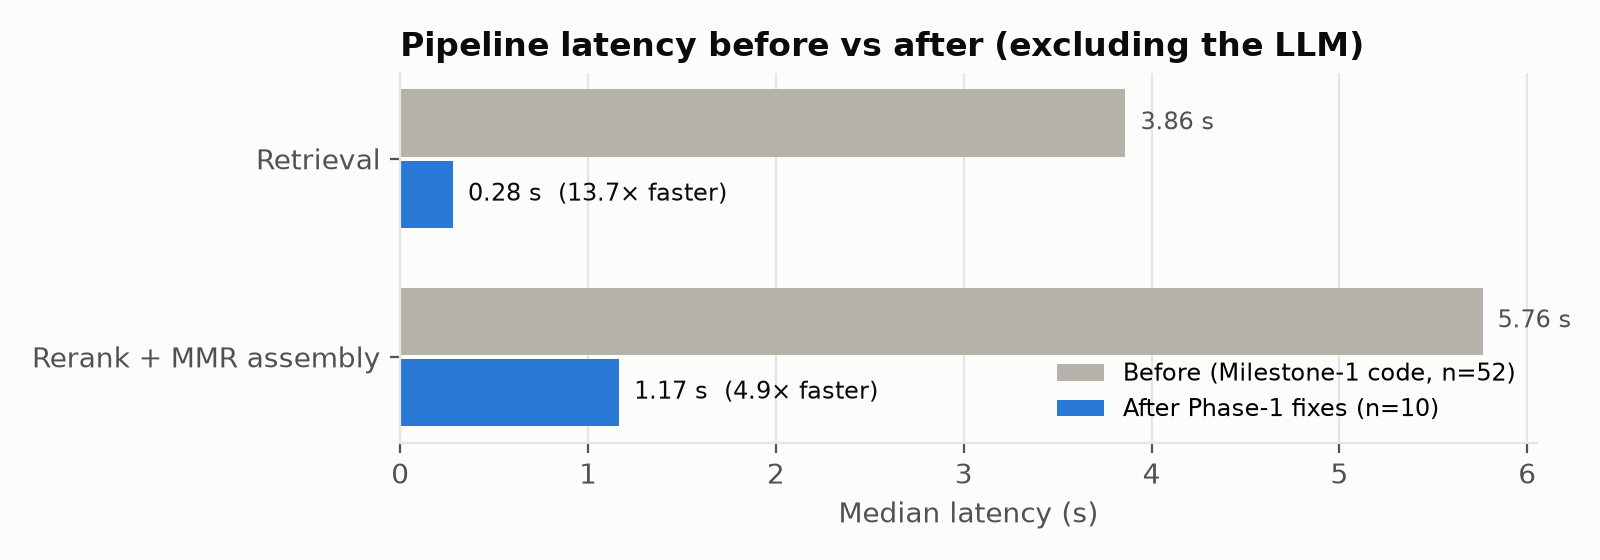 Pipeline latency before vs after (excluding the LLM)
3.86 s
Retrieval
0.28 s (13.7× faster)
5.76 s
Rerank + MMR assembly
1.17 s (4.9× faster)
Before (Milestone-1 code, n=52)
After Phase-1 fixes (n=10)
0 1 2 3 4 5 6
Median latency (s)